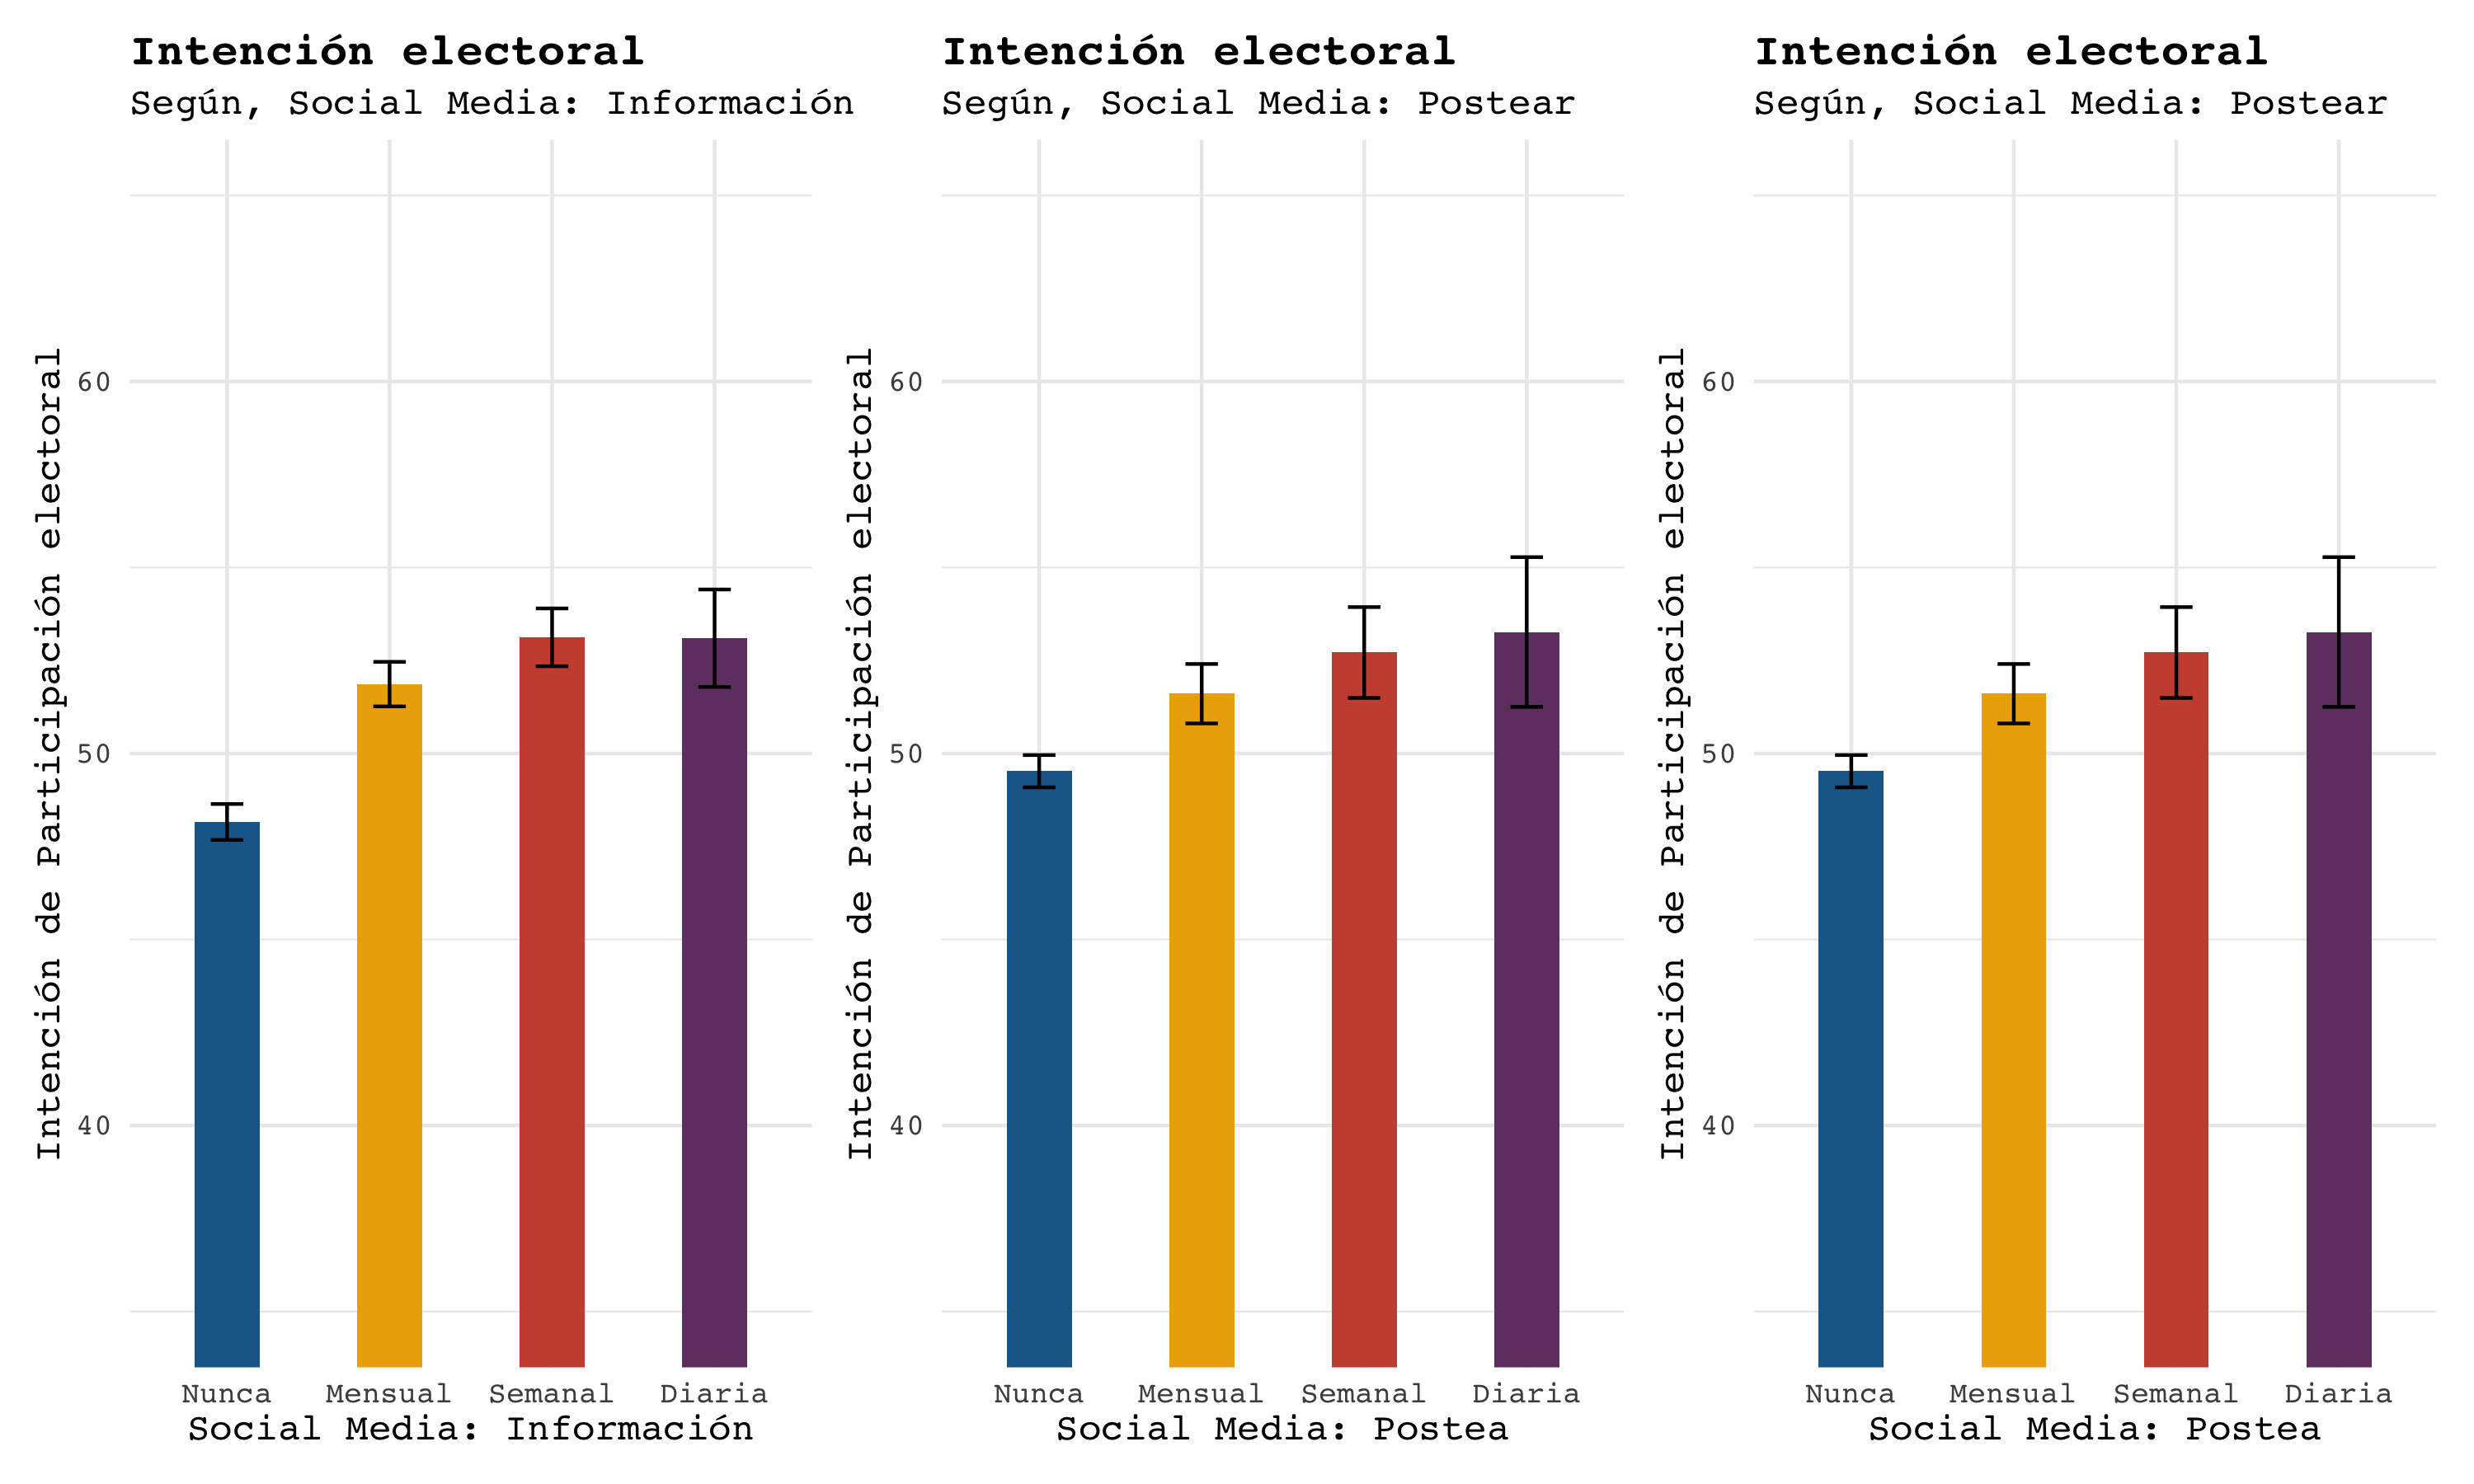 Intención electoral
Según, Social Media: Información
Intención de Participación electoral
60
50
40
Nunca Mensual Semanal Diaria
Social Media: Información
Intención electoral
Según, Social Media: Postear
Intención de Participación electoral
60
50
40
Nunca Mensual Semanal Diaria
Social Media: Postea
Intención electoral
Según, Social Media: Postear
Intención de Participación electoral
60
50
40
Nunca Mensual Semanal Diaria
Social Media: Postea